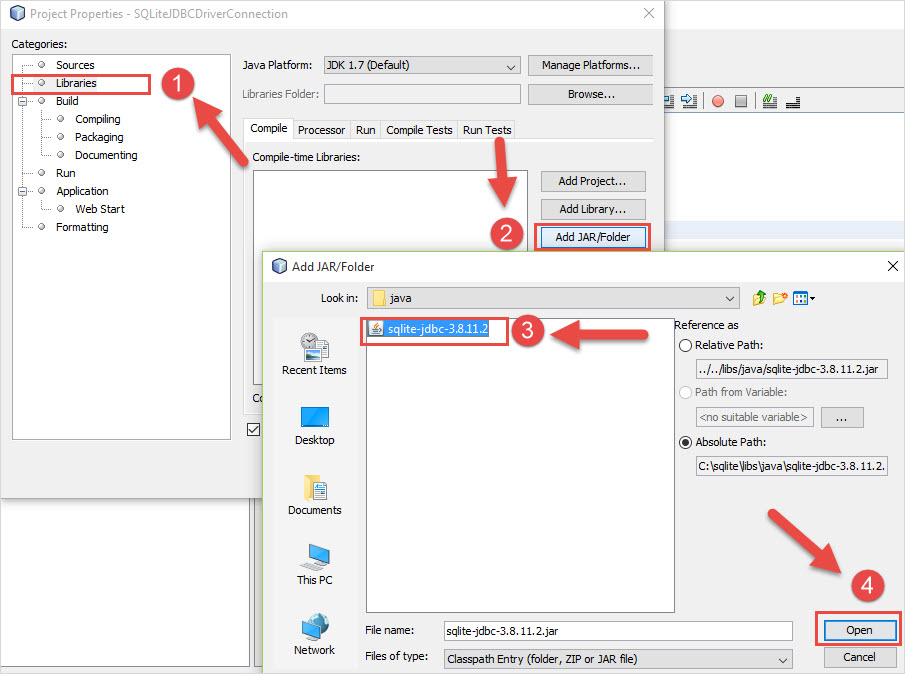 Project Properties - SQLiteJDBCDriverConnection
Categories:
Sources
Libraries
Build
Compiling
Packaging
Documenting
Run
Application
Web Start
Formatting
1
Java Platform: JDK 1.7 (Default) Manage Platforms...
Libraries Folder: Browse...
Compile Processor Run Compile Tests Run Tests
Compile-time Libraries:
Add Project...
Add Library...
2
Add JAR/Folder
Add JAR/Folder
Look in: java
sqlite-jdbc-3.8.11.2
3
Recent Items
Desktop
Documents
This PC
Network
Reference as
Relative Path:
../../libs/java/sqlite-jdbc-3.8.11.2.jar
Path from Variable:
<no suitable variable> ...
Absolute Path:
C:\sqlite\libs\java\sqlite-jdbc-3.8.11.2.
4
File name: sqlite-jdbc-3.8.11.2.jar
Open
Files of type: Classpath Entry (folder, ZIP or JAR file)
Cancel